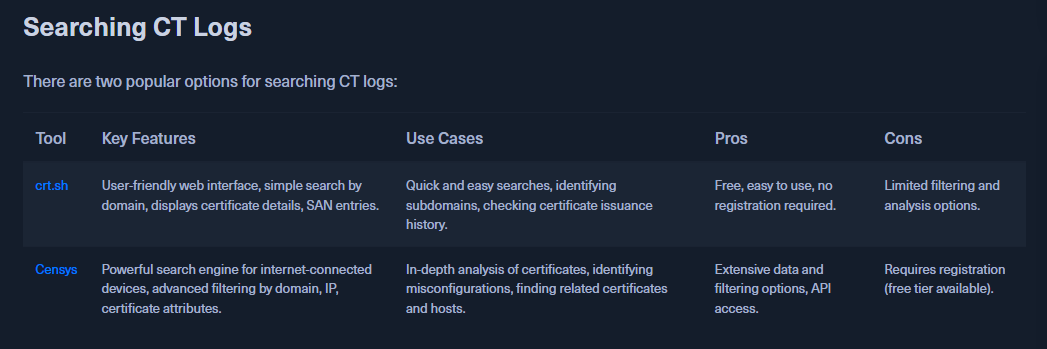 Searching CT Logs
There are two popular options for searching CT logs:
Tool Key Features Use Cases Pros Cons
crt.sh User-friendly web interface, simple search by Quick and easy searches, identifying Free, easy to use, no Limited filtering and
domain, displays certificate details, SAN entries. subdomains, checking certificate issuance registration required. analysis options.
history.
Censys Powerful search engine for internet-connected In-depth analysis of certificates, identifying Extensive data and Requires registration
devices, advanced filtering by domain, IP, misconfigurations, finding related certificates filtering options, API (free tier available).
certificate attributes. and hosts. access.